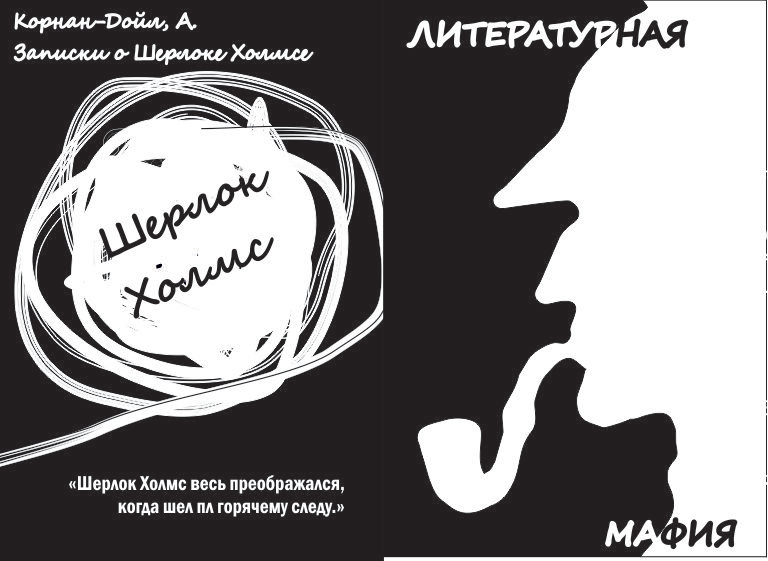 Корнан-Дойл, А.
Записки о Шерлоке Холмсе
Шерлок
Холмс
«Шерлок Холмс весь преображался,
когда шел пл горячему следу.»
ЛИТЕРАТУРНАЯ
МАФИЯ